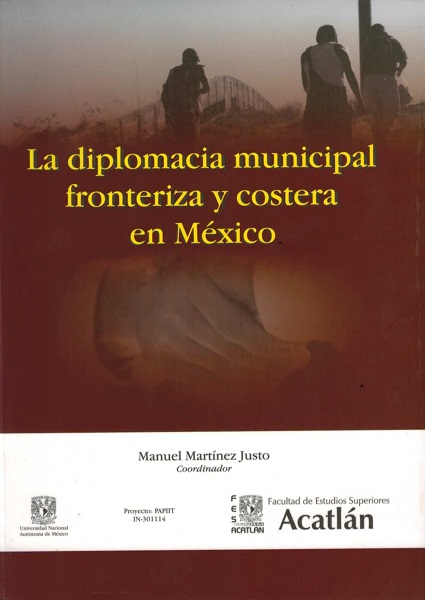 La diplomacia municipal
fronteriza y costera
en México
Manuel Martínez Justo
Coordinador
Universidad Nacional
Autónoma de México
Proyecto: PAPIIT
IN-301114
F
E
S
ACATLÁN
Facultad de Estudios Superiores
Acatlán